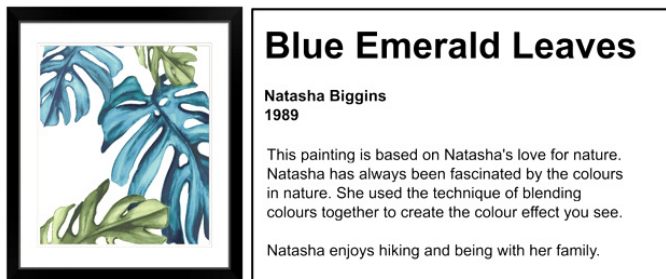 Blue Emerald Leaves
Natasha Biggins
1989
This painting is based on Natasha's love for nature.
Natasha has always been fascinated by the colours
in nature. She used the technique of blending
colours together to create the colour effect you see.
Natasha enjoys hiking and being with her family.